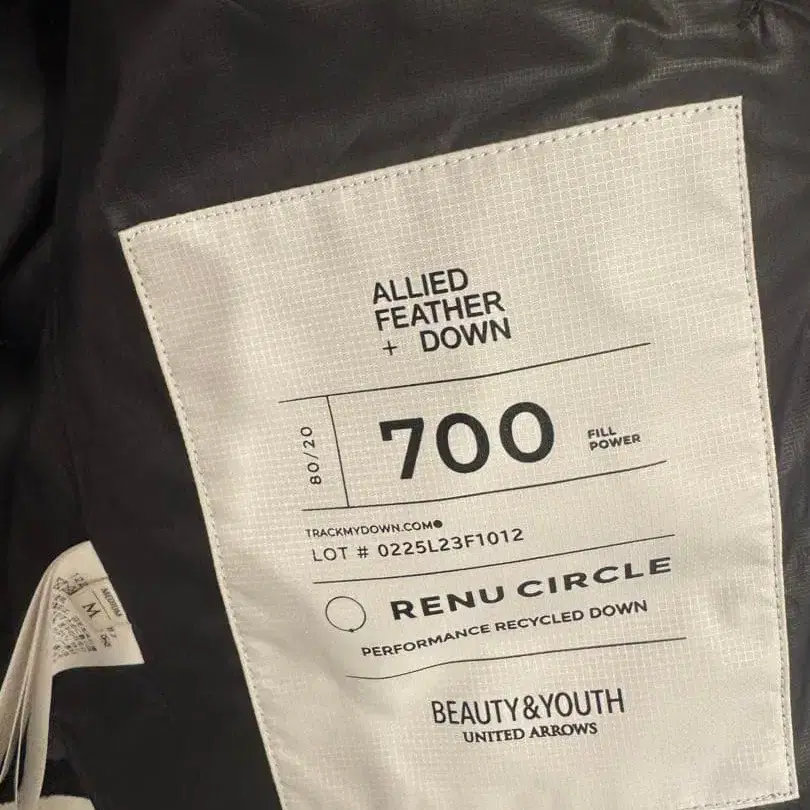 ALLIED
FEATHER
+ DOWN
80/20
700
FILL
POWER
TRACKMYDOWN.COM
LOT # 0225L23F1012
RENU CIRCLE
PERFORMANCE RECYCLED DOWN
BEAUTY&YOUTH
UNITED ARROWS
MEDIUM
M